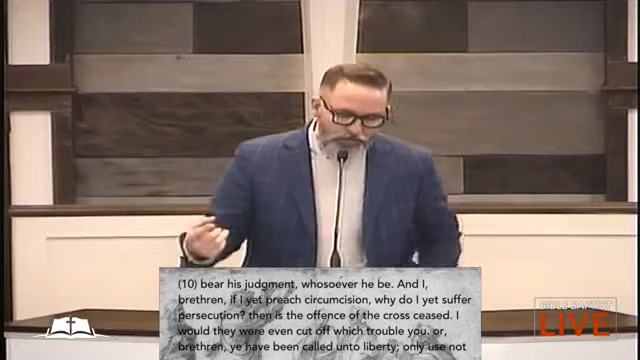 (10) bear his judgment, whosoever he be. And I,
brethren, if I yet preach circumcision, why do I yet suffer
persecution? then is the offence of the cross ceased. I
would they were even cut off which trouble you. or,
brethren, ye have been called unto liberty; only use not
BIBLE BAPTIST
LIVE